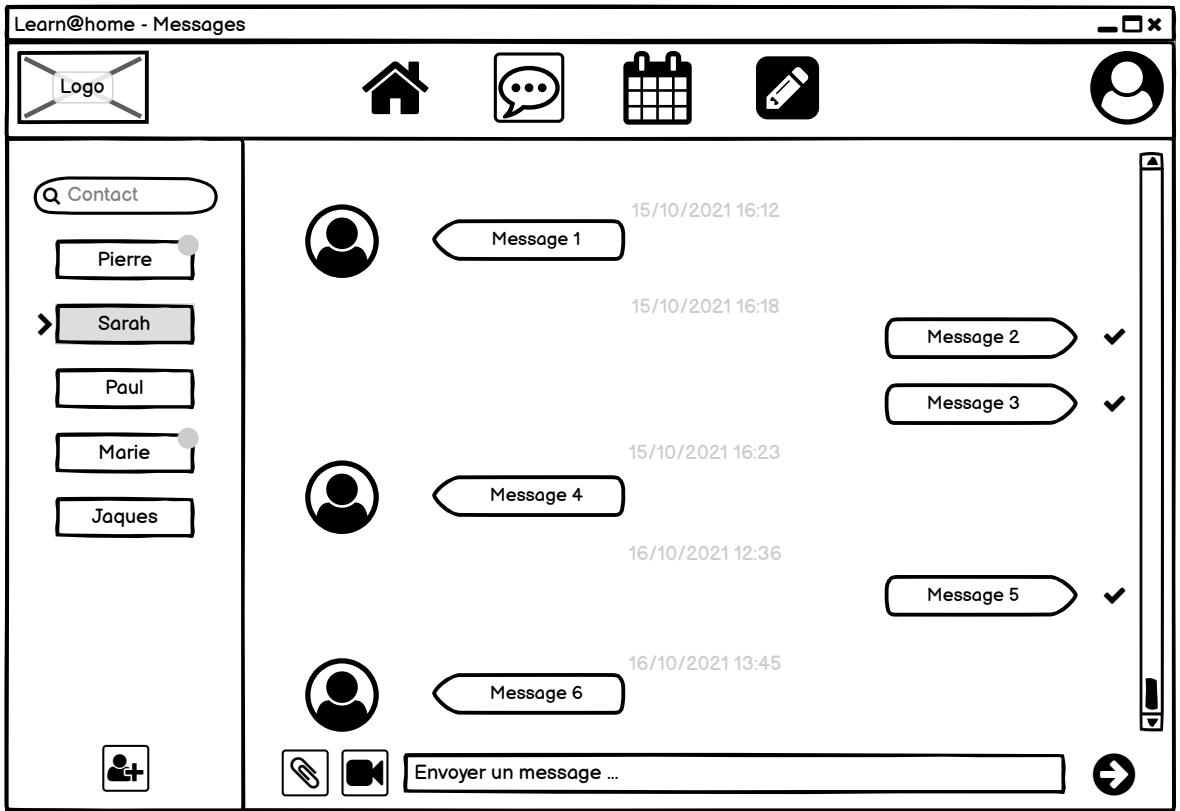 Learn@home - Messages
Logo
Contact
Pierre
Sarah
Paul
Marie
Jaques
15/10/2021 16:12
Message 1
15/10/2021 16:18
Message 2
Message 3
15/10/2021 16:23
Message 4
16/10/2021 12:36
Message 5
16/10/2021 13:45
Message 6
Envoyer un message ...